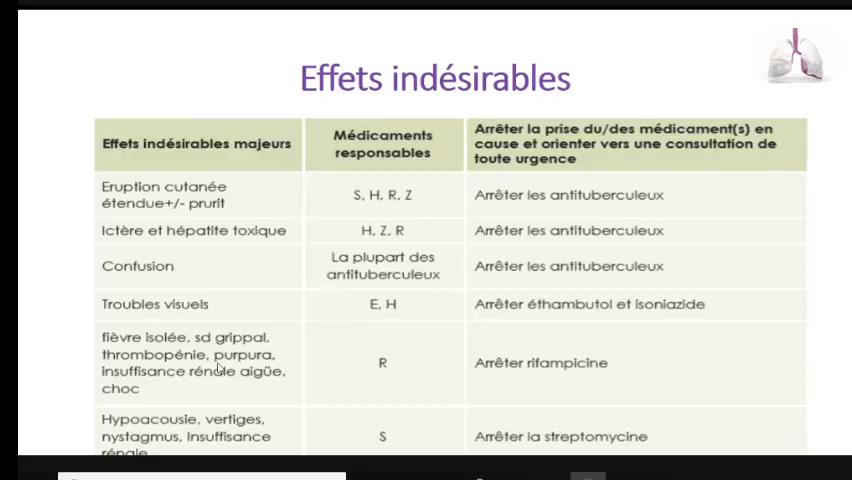 Effets indésirables
Effets indésirables majeurs
Médicaments
responsables
Arrêter la prise du/des médicament(s) en
cause et orienter vers une consultation de
toute urgence
Eruption cutanée
étendue+/- prurit
S, H, R, Z
Arrêter les antituberculeux
Ictère et hépatite toxique
H, Z, R
Arrêter les antituberculeux
Confusion
La plupart des
antituberculeux
Arrêter les antituberculeux
Troubles visuels
E, H
Arrêter éthambutol et isoniazide
fièvre isolée, sd grippal,
thrombopénie, purpura,
insuffisance rénale aigüe,
choc
R
Arrêter rifampicine
Hypoacousie, vertiges,
nystagmus, Insuffisance
rénale
S
Arrêter la streptomycine